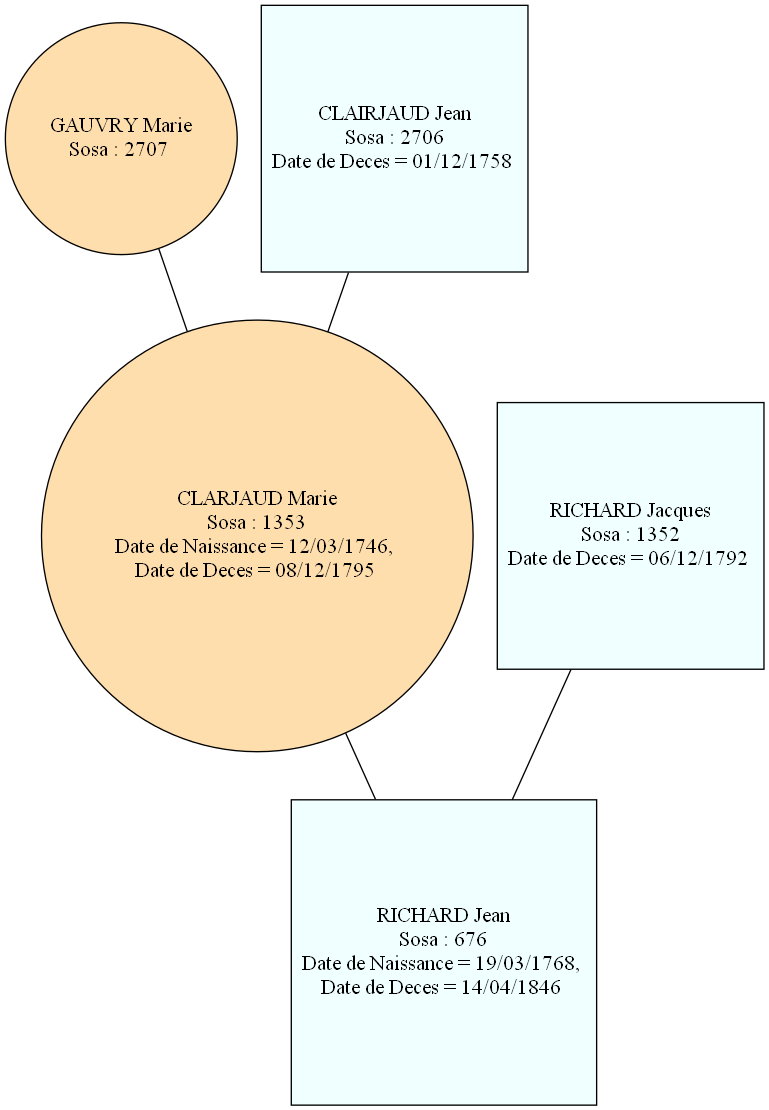 GAUVRY Marie
Sosa : 2707
CLAIRJAUD Jean
Sosa : 2706
Date de Deces = 01/12/1758
CLARJAUD Marie
Sosa : 1353
Date de Naissance = 12/03/1746,
Date de Deces = 08/12/1795
RICHARD Jacques
Sosa : 1352
Date de Deces = 06/12/1792
RICHARD Jean
Sosa : 676
Date de Naissance = 19/03/1768,
Date de Deces = 14/04/1846